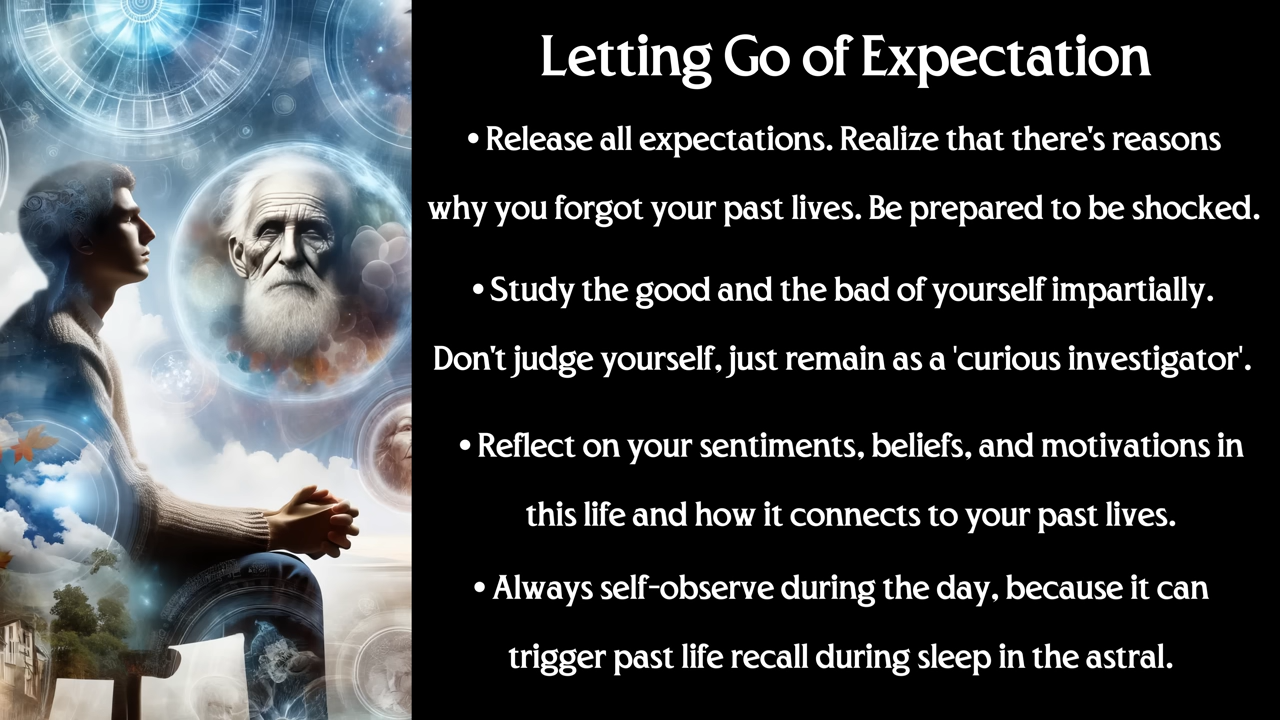 Letting Go of Expectation
• Release all expectations. Realize that there's reasons
why you forgot your past lives. Be prepared to be shocked.
• Study the good and the bad of yourself impartially.
Don't judge yourself, just remain as a 'curious investigator'.
• Reflect on your sentiments, beliefs, and motivations in
this life and how it connects to your past lives.
• Always self-observe during the day, because it can
trigger past life recall during sleep in the astral.